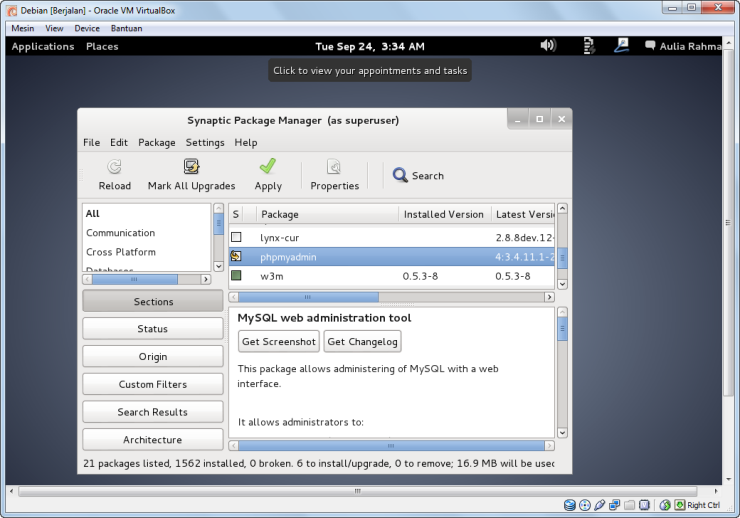 Debian [Berjalan] - Oracle VM VirtualBox
Mesin View Device Bantuan
Applications Places Tue Sep 24, 3:34 AM Aulia Rahma
Click to view your appointments and tasks
Synaptic Package Manager (as superuser)
File Edit Package Settings Help
Reload Mark All Upgrades Apply Properties Search
All
Communication
Cross Platform
Databases
S Package Installed Version Latest Versi
lynx-cur 2.8.8dev.12-
phpmyadmin 4:3.4.11.1-2
w3m 0.5.3-8 0.5.3-8
Sections
Status
Origin
Custom Filters
Search Results
Architecture
MySQL web administration tool
Get Screenshot Get Changelog
This package allows administering of MySQL with a web
interface.
It allows administrators to:
21 packages listed, 1562 installed, 0 broken. 6 to install/upgrade, 0 to remove; 16.9 MB will be used
Right Ctrl